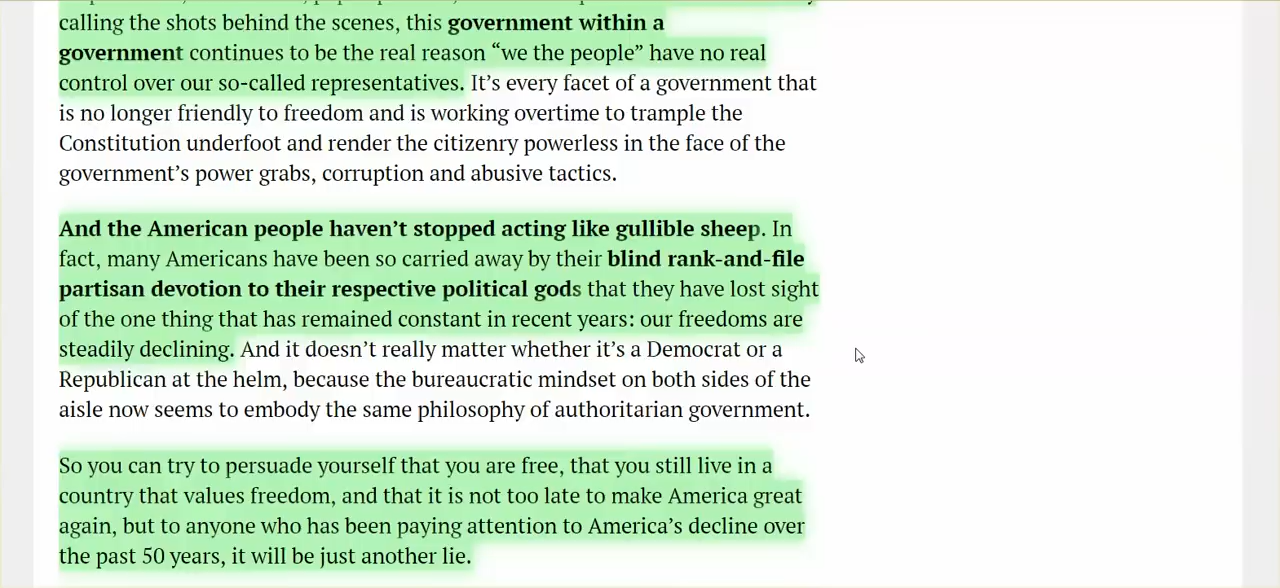 calling the shots behind the scenes, this government within a
government continues to be the real reason “we the people” have no real
control over our so-called representatives. It’s every facet of a government that
is no longer friendly to freedom and is working overtime to trample the
Constitution underfoot and render the citizenry powerless in the face of the
government’s power grabs, corruption and abusive tactics.
And the American people haven’t stopped acting like gullible sheep. In
fact, many Americans have been so carried away by their blind rank-and-file
partisan devotion to their respective political gods that they have lost sight
of the one thing that has remained constant in recent years: our freedoms are
steadily declining. And it doesn’t really matter whether it’s a Democrat or a
Republican at the helm, because the bureaucratic mindset on both sides of the
aisle now seems to embody the same philosophy of authoritarian government.
So you can try to persuade yourself that you are free, that you still live in a
country that values freedom, and that it is not too late to make America great
again, but to anyone who has been paying attention to America’s decline over
the past 50 years, it will be just another lie.